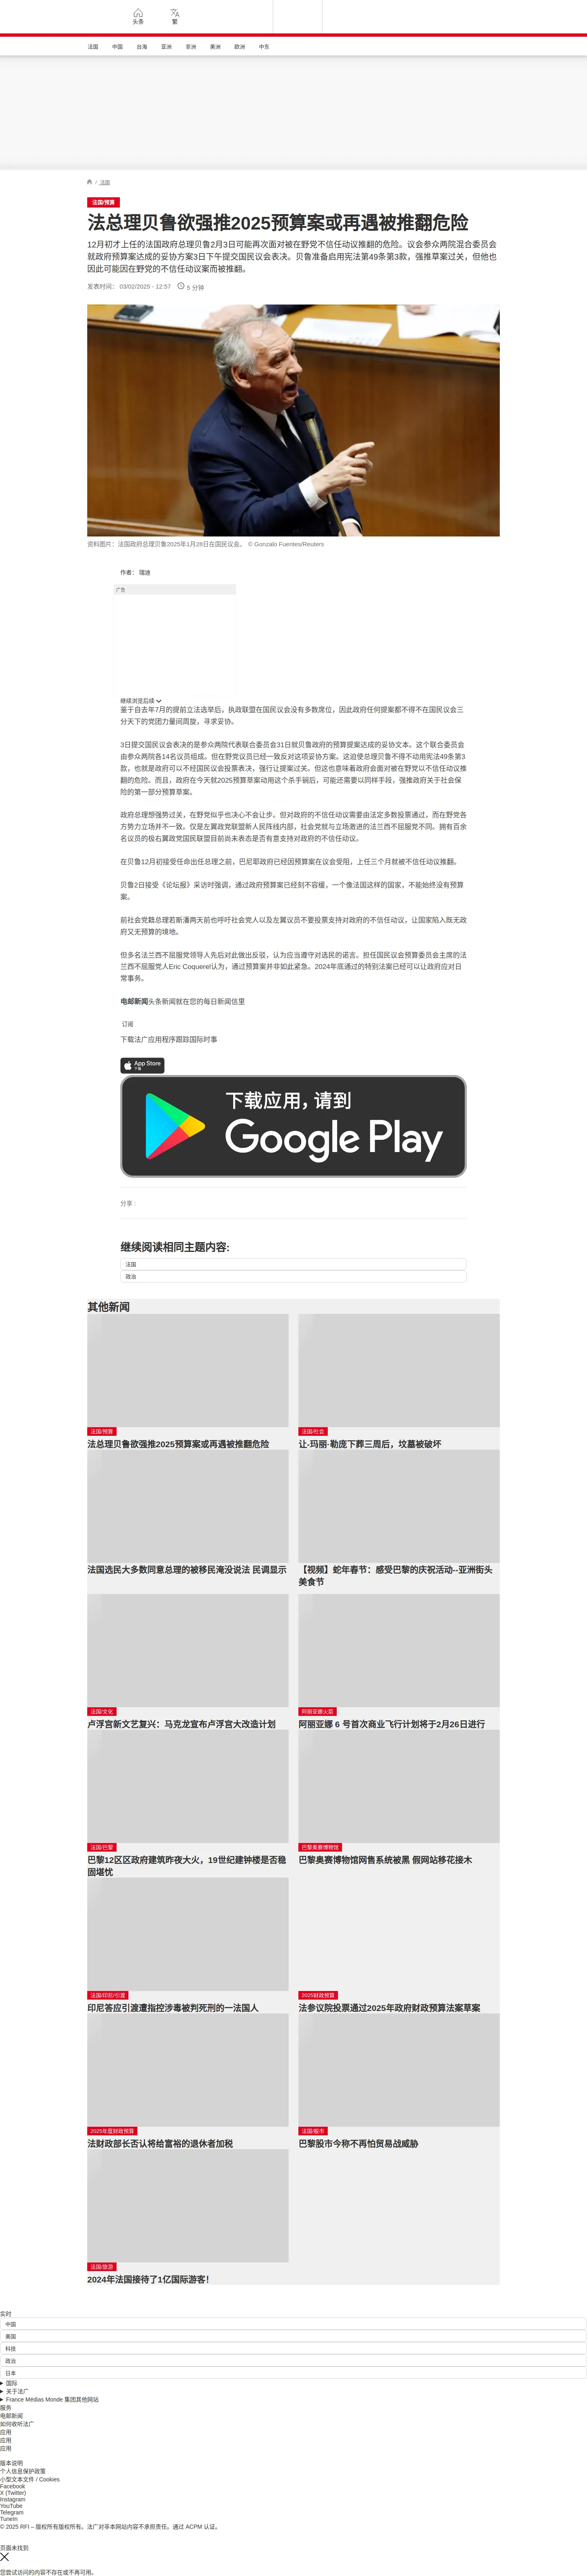 头条
繁
法国
中国
台海
亚洲
非洲
美洲
欧洲
中东
/ 法国
法国/预算
法总理贝鲁欲强推2025预算案或再遇被推翻危险
12月初才上任的法国政府总理贝鲁2月3日可能再次面对被在野党不信任动议推翻的危险。议会参众两院混合委员会
就政府预算案达成的妥协方案3日下午提交国民议会表决。贝鲁准备启用宪法第49条第3款，强推草案过关，但他也
因此可能因在野党的不信任动议案而被推翻。
发表时间： 03/02/2025 - 12:57
5 分钟
资料图片：法国政府总理贝鲁2025年1月28日在国民议会。 © Gonzalo Fuentes/Reuters
作者： 瑞迪
广告
继续浏览后续
鉴于自去年7月的提前立法选举后，执政联盟在国民议会没有多数席位，因此政府任何提案都不得不在国民议会三
分天下的党团力量间周旋，寻求妥协。
3日提交国民议会表决的是参众两院代表联合委员会31日就贝鲁政府的预算提案达成的妥协文本。这个联合委员会
由参众两院各14名议员组成。但在野党议员已经一致反对这项妥协方案。这迫使总理贝鲁不得不动用宪法第49条第3
款，也就是政府可以不经国民议会投票表决，强行让提案过关。但这也意味着政府会面对被在野党以不信任动议推
翻的危险。而且，政府在今天就2025预算草案动用这个杀手锏后，可能还需要以同样手段，强推政府关于社会保
险的第一部分预算草案。
政府总理想强势过关，在野党似乎也决心不会让步。但对政府的不信任动议需要由法定多数投票通过，而在野党各
方势力立场并不一致。仅是左翼政党联盟新人民阵线内部，社会党就与立场激进的法兰西不屈服党不同。拥有百余
名议员的极右翼政党国民联盟目前尚未表态是否有意支持对政府的不信任动议。
在贝鲁12月初接受任命出任总理之前，巴尼耶政府已经因预算案在议会受阻，上任三个月就被不信任动议推翻。
贝鲁2日接受《论坛报》采访时强调，通过政府预算案已经刻不容缓，一个像法国这样的国家，不能始终没有预算
案。
前社会党籍总理若斯潘两天前也呼吁社会党人以及左翼议员不要投票支持对政府的不信任动议，让国家陷入既无政
府又无预算的境地。
但多名法兰西不屈服党领导人先后对此做出反驳，认为应当遵守对选民的诺言。担任国民议会预算委员会主席的法
兰西不屈服党人Eric Coquerel认为，通过预算案并非如此紧急。2024年底通过的特别法案已经可以让政府应对日
常事务。
电邮新闻头条新闻就在您的每日新闻信里
订阅
下载法广应用程序跟踪国际时事
App Store
下载
下载应用，请到
Google Play
分享 :
继续阅读相同主题内容:
法国
政治
其他新闻
法国/预算
法总理贝鲁欲强推2025预算案或再遇被推翻危险
法国/社会
让-玛丽·勒庞下葬三周后，坟墓被破坏
法国选民大多数同意总理的被移民淹没说法 民调显示
【视频】蛇年春节：感受巴黎的庆祝活动--亚洲街头
美食节
法国/文化
卢浮宫新文艺复兴：马克龙宣布卢浮宫大改造计划
阿丽亚娜火箭
阿丽亚娜 6 号首次商业飞行计划将于2月26日进行
法国/巴黎
巴黎12区区政府建筑昨夜大火，19世纪建钟楼是否稳
固堪忧
巴黎奥赛博物馆
巴黎奥赛博物馆网售系统被黑 假网站移花接木
法国/印尼/引渡
印尼答应引渡遭指控涉毒被判死刑的一法国人
2025财政预算
法参议院投票通过2025年政府财政预算法案草案
2025年度财政预算
法财政部长否认将给富裕的退休者加税
法国/股市
巴黎股市今称不再怕贸易战威胁
法国/旅游
2024年法国接待了1亿国际游客！
实时
中国
美国
科技
政治
日本
国际
关于法广
France Médias Monde 集团其他网站
服务
电邮新闻
如何收听法广
应用
应用
应用
版本说明
个人信息保护政策
小型文本文件 / Cookies
Facebook
X (Twitter)
Instagram
YouTube
Telegram
TuneIn
© 2025 RFI – 版权所有版权所有。法广对非本网站内容不承担责任。通过 ACPM 认证。
页面未找到
您尝试访问的内容不存在或不再可用。